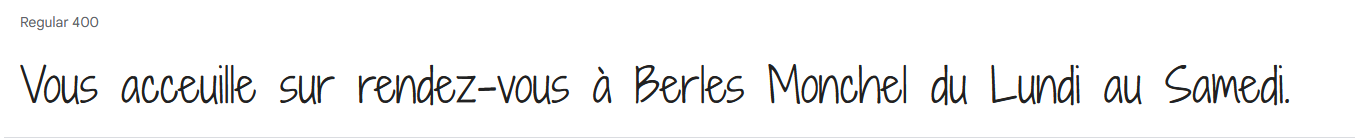 Regular 400
Vous acceuille sur rendez-vous à Berles Monchel du Lundi au Samedi.